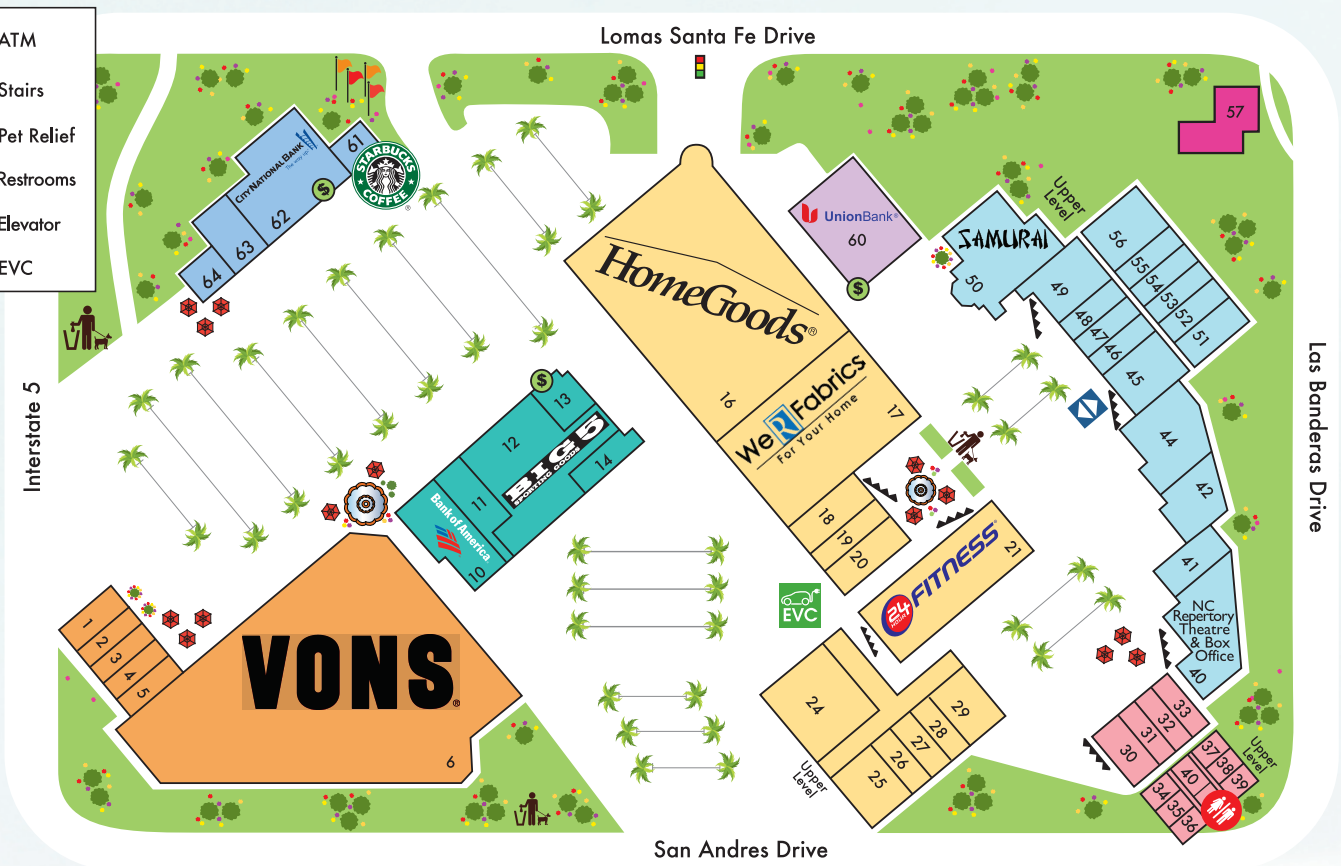 ATM
Stairs
Pet Relief
Restrooms
Elevator
EVC
Lomas Santa Fe Drive
57
61
CITY NATIONAL BANK
The way up.
$
STARBUCKS
COFFEE
®
62
63
64
UnionBank®
60
$
Upper
Level
SAMURAI
50
56
55
54
53
52
51
49
48
47
46
45
44
42
41
NC
Repertory
Theatre
& Box
Office
40
HomeGoods®
16
We R Fabrics
For Your Home
17
18
19
20
$
13
12
BIG 5
SPORTING GOODS
14
11
Bank of America
10
Interstate 5
Las Banderas Drive
24 HOUR FITNESS®
21
EVC
1
2
3
4
5
VONS®
6
24
29
28
27
26
25
Upper
Level
33
32
31
30
37
38
39
40
34
35
36
Upper
Level
San Andres Drive